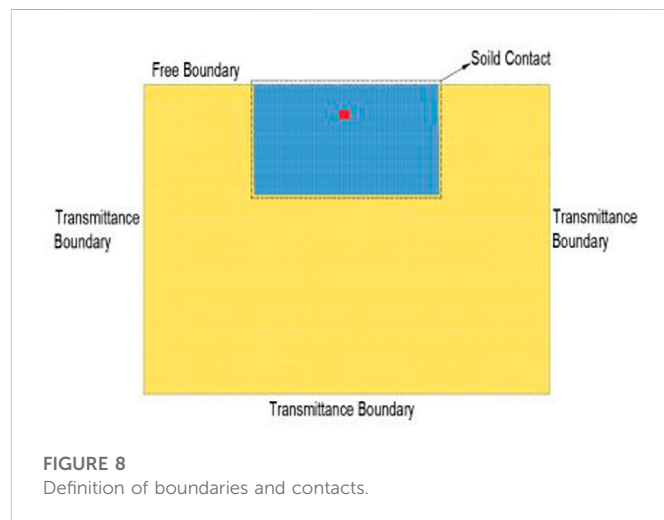 Soild Contact
Free Boundary
Transmittance
Boundary
Transmittance
Boundary
Transmittance Boundary
FIGURE 8
Definition of boundaries and contacts.